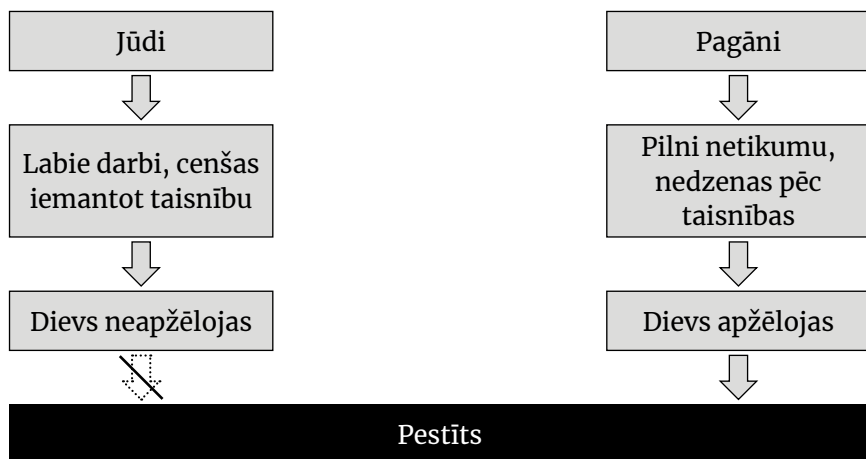 Jūdi
Labie darbi, cenšas
iemantot taisnību
Dievs neapžēlojas
Pagāni
Pilni netikumu,
nedzenas pēc
taisnības
Dievs apžēlojas
Pestīts